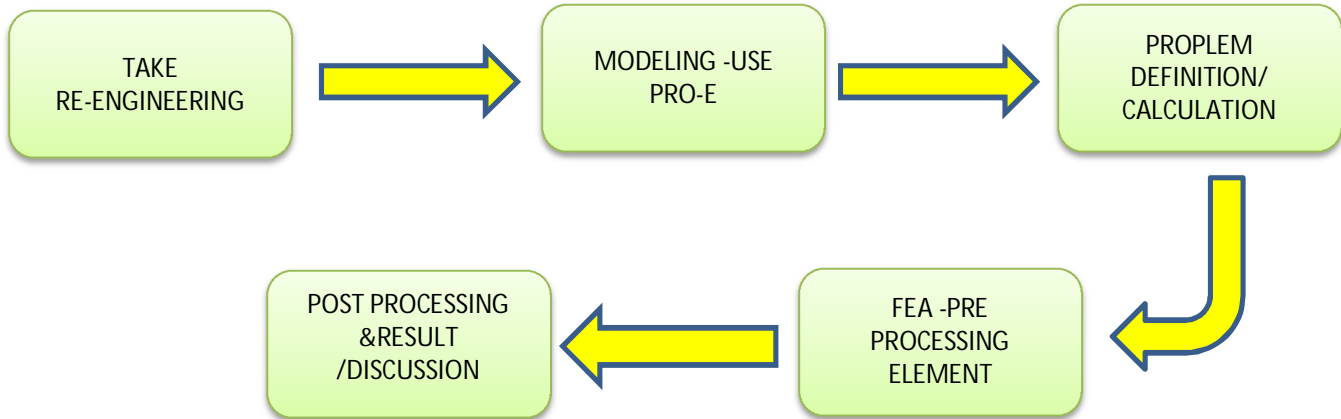 TAKE
RE-ENGINEERING
MODELING -USE
PRO-E
PROPLEM
DEFINITION/
CALCULATION
POST PROCESSING
&RESULT
/DISCUSSION
FEA -PRE
PROCESSING
ELEMENT